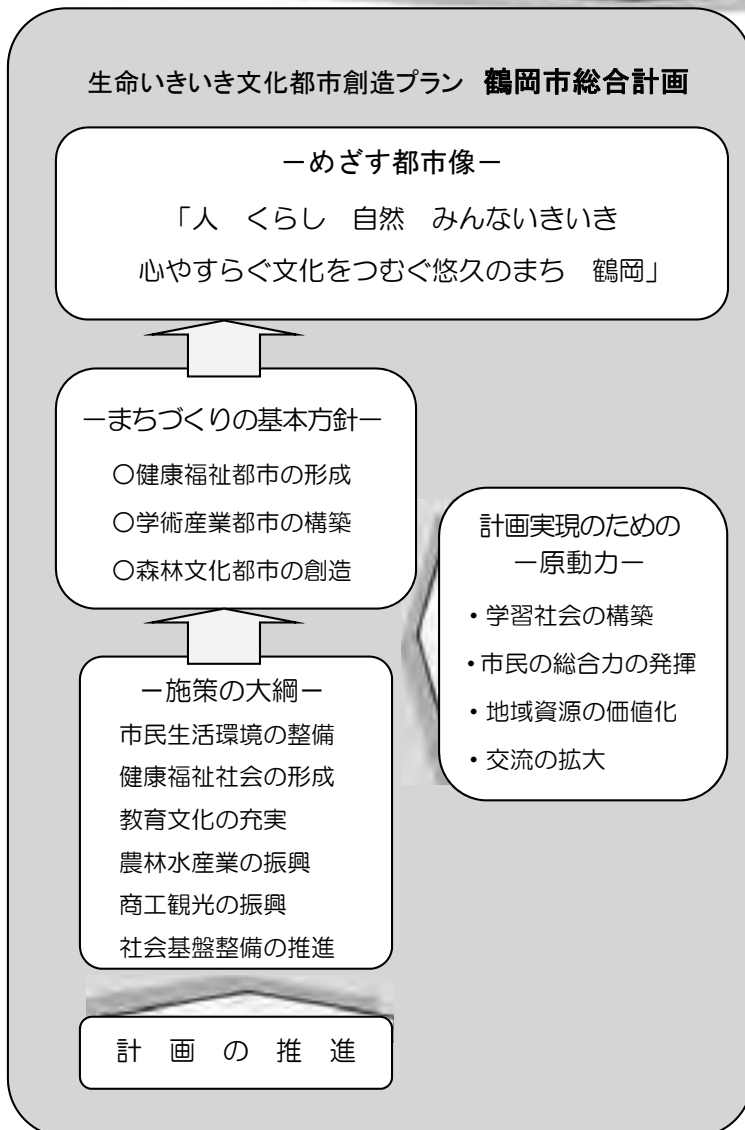 生命いきいき文化都市創造プラン　鶴岡市総合計画
－めざす都市像－
「人　くらし　自然　みんないきいき
心やすらぐ文化をつむぐ悠久のまち　鶴岡」
－まちづくりの基本方針－
○健康福祉都市の形成
○学術産業都市の構築
○森林文化都市の創造
計画実現のための
－原動力－
・学習社会の構築
・市民の総合力の発揮
・地域資源の価値化
・交流の拡大
－施策の大綱－
市民生活環境の整備
健康福祉社会の形成
教育文化の充実
農林水産業の振興
商工観光の振興
社会基盤整備の推進
計　画　の　推　進